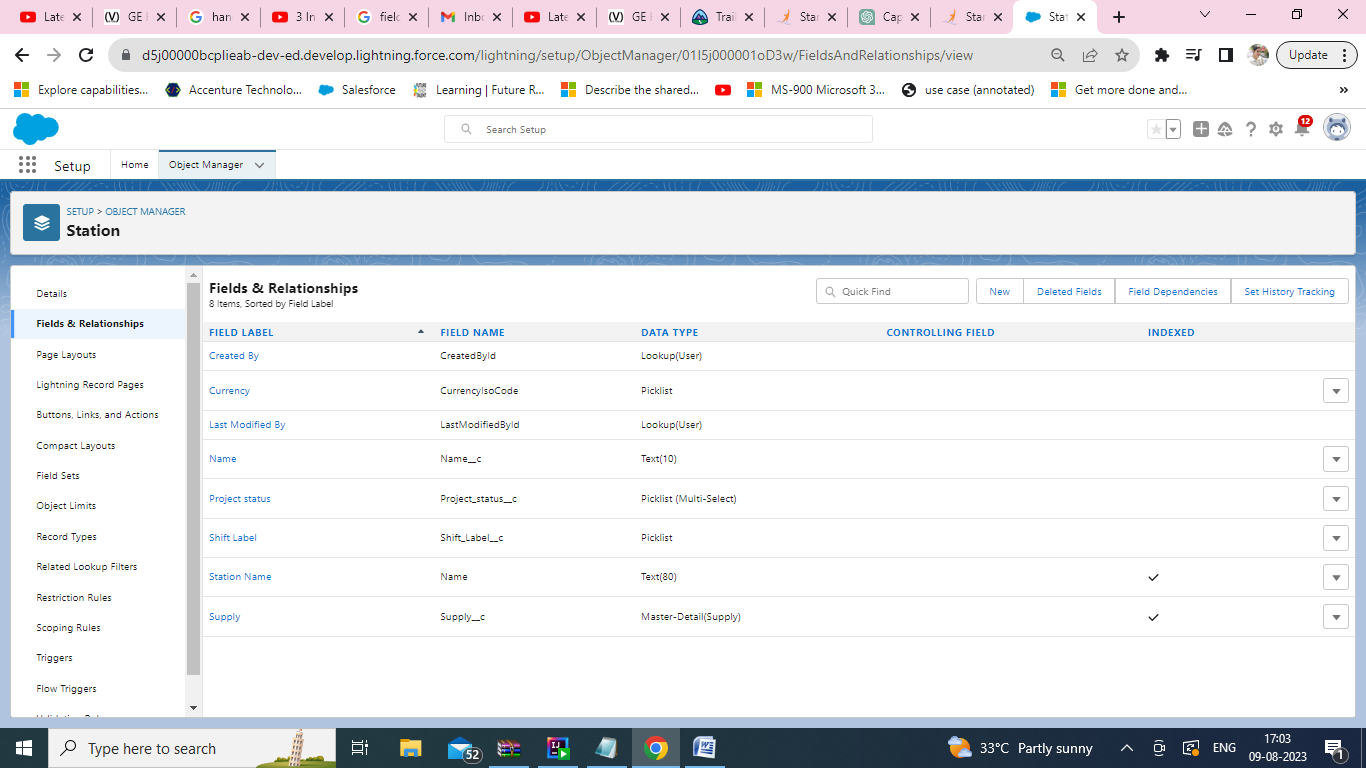 Late
GE I
han
3 In
field
Inbo
Late
GE I
Trai
Star
Cap
Star
Stat
d5j00000bcplieab-dev-ed.develop.lightning.force.com/lightning/setup/ObjectManager/01I5j000001oD3w/FieldsAndRelationships/view
Update
Explore capabilities...
Accenture Technolo...
Salesforce
Learning | Future R...
Describe the shared...
MS-900 Microsoft 3...
use case (annotated)
Get more done and...
»
Search Setup
12
Setup
Home
Object Manager
SETUP > OBJECT MANAGER
Station
Details
Fields & Relationships
Page Layouts
Lightning Record Pages
Buttons, Links, and Actions
Compact Layouts
Field Sets
Object Limits
Record Types
Related Lookup Filters
Restriction Rules
Scoping Rules
Triggers
Flow Triggers
Fields & Relationships
8 Items, Sorted by Field Label
Quick Find
New
Deleted Fields
Field Dependencies
Set History Tracking
FIELD LABEL FIELD NAME DATA TYPE CONTROLLING FIELD INDEXED
Created By CreatedById Lookup(User)
Currency CurrencyIsoCode Picklist
Last Modified By LastModifiedById Lookup(User)
Name Name__c Text(10)
Project status Project_status__c Picklist (Multi-Select)
Shift Label Shift_Label__c Picklist
Station Name Name Text(80)
Supply Supply__c Master-Detail(Supply)
Type here to search
52
33°C Partly sunny
ENG
17:03
09-08-2023
1